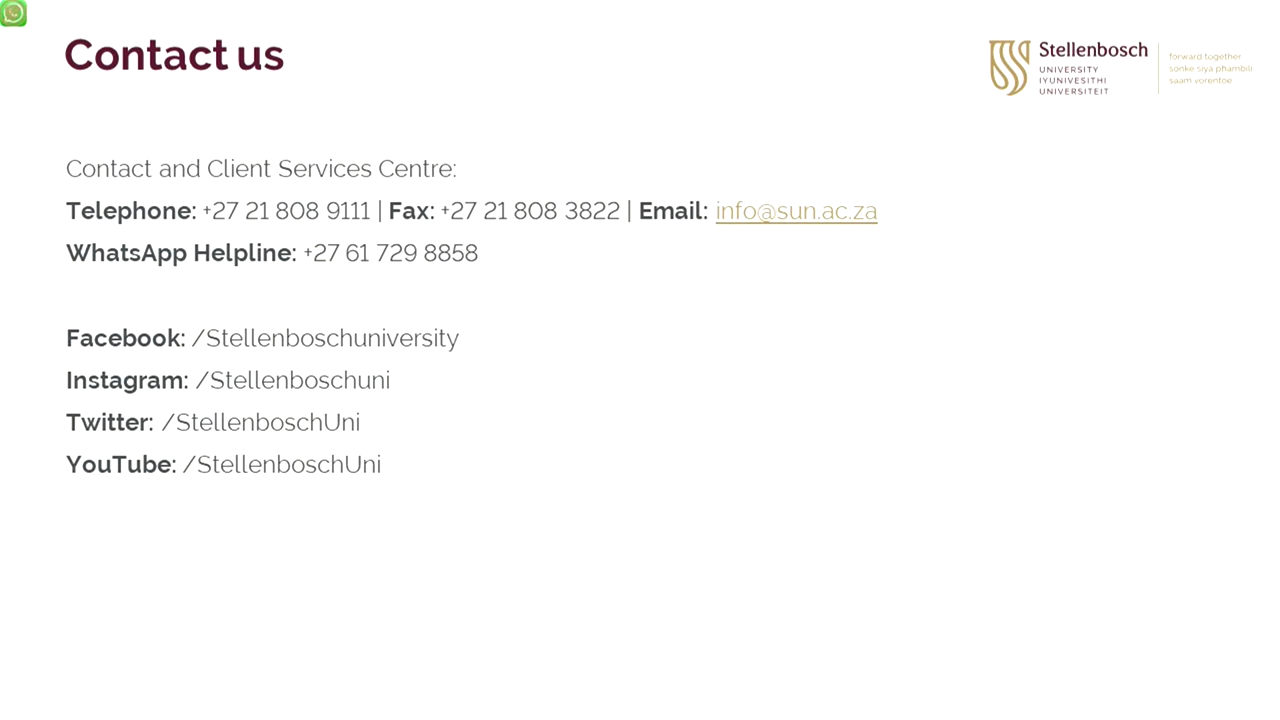 Contact us
Stellenbosch
UNIVERSITY
IYUNIVESITHI
UNIVERSITEIT
forward together
sonke siya phambili
saam vorentoe
Contact and Client Services Centre:
Telephone: +27 21 808 9111 | Fax: +27 21 808 3822 | Email: info@sun.ac.za
WhatsApp Helpline: +27 61 729 8858
Facebook: /Stellenboschuniversity
Instagram: /Stellenboschuni
Twitter: /StellenboschUni
YouTube: /StellenboschUni